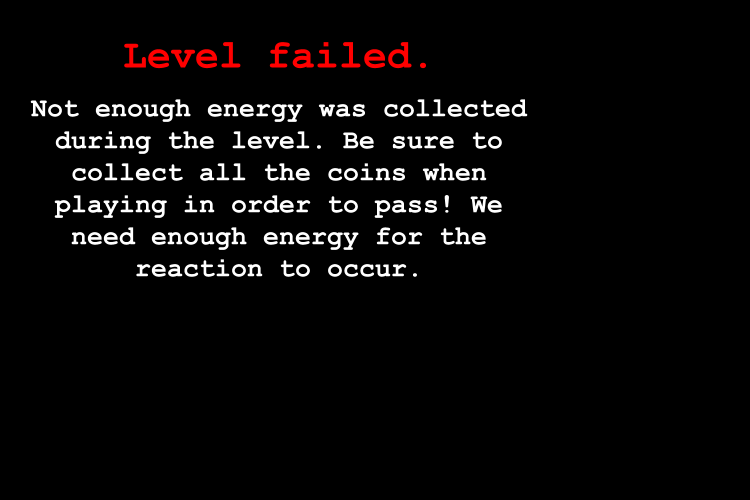 Level failed.
Not enough energy was collected
during the level. Be sure to
collect all the coins when
playing in order to pass! We
need enough energy for the
reaction to occur.